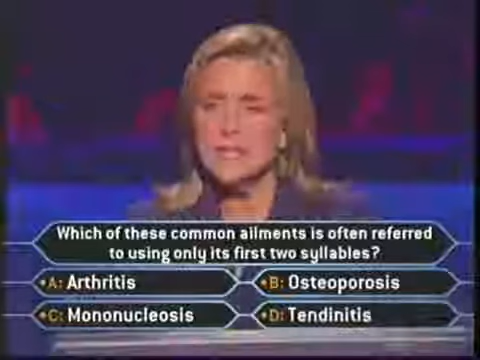 Which of these common ailments is often referred
to using only its first two syllables?
A: Arthritis
B: Osteoporosis
C: Mononucleosis
D: Tendinitis